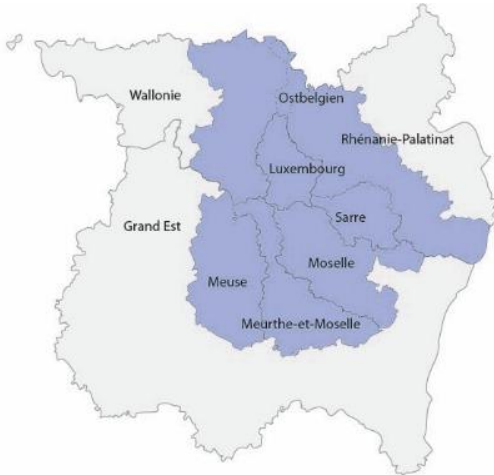 Wallonie
Ostbelgien
Rhénanie-Palatinat
Luxembourg
Grand Est
Sarre
Moselle
Meuse
Meurthe-et-Moselle